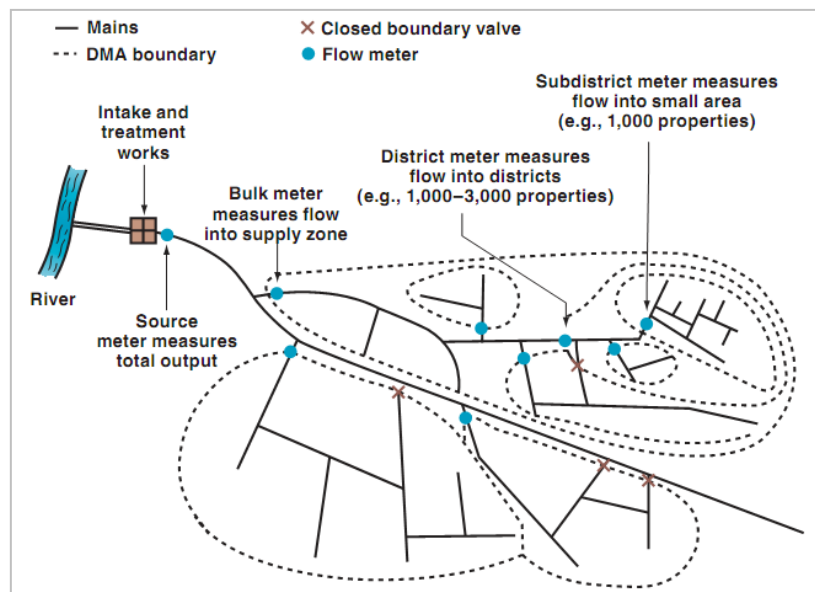 Mains
Closed boundary valve
DMA boundary
Flow meter
Subdistrict meter measures
flow into small area
(e.g., 1,000 properties)
Intake and
treatment
works
District meter measures
flow into districts
(e.g., 1,000–3,000 properties)
Bulk meter
measures flow
into supply zone
River
Source
meter measures
total output